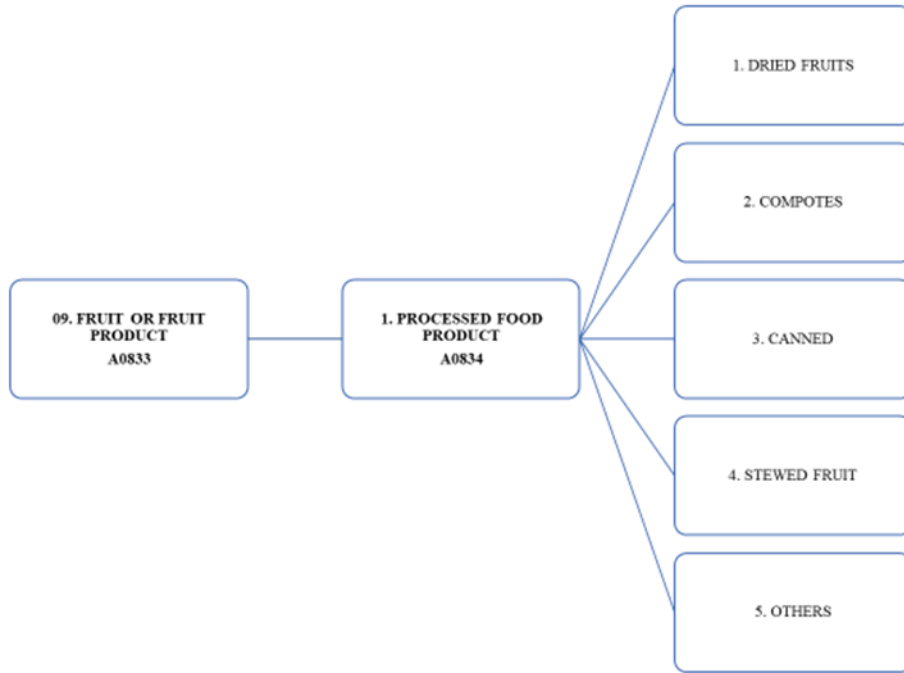 1. DRIED FRUITS
2. COMPOTES
09. FRUIT OR FRUIT
PRODUCT
A0833
1. PROCESSED FOOD
PRODUCT
A0834
3. CANNED
4. STEWED FRUIT
5. OTHERS